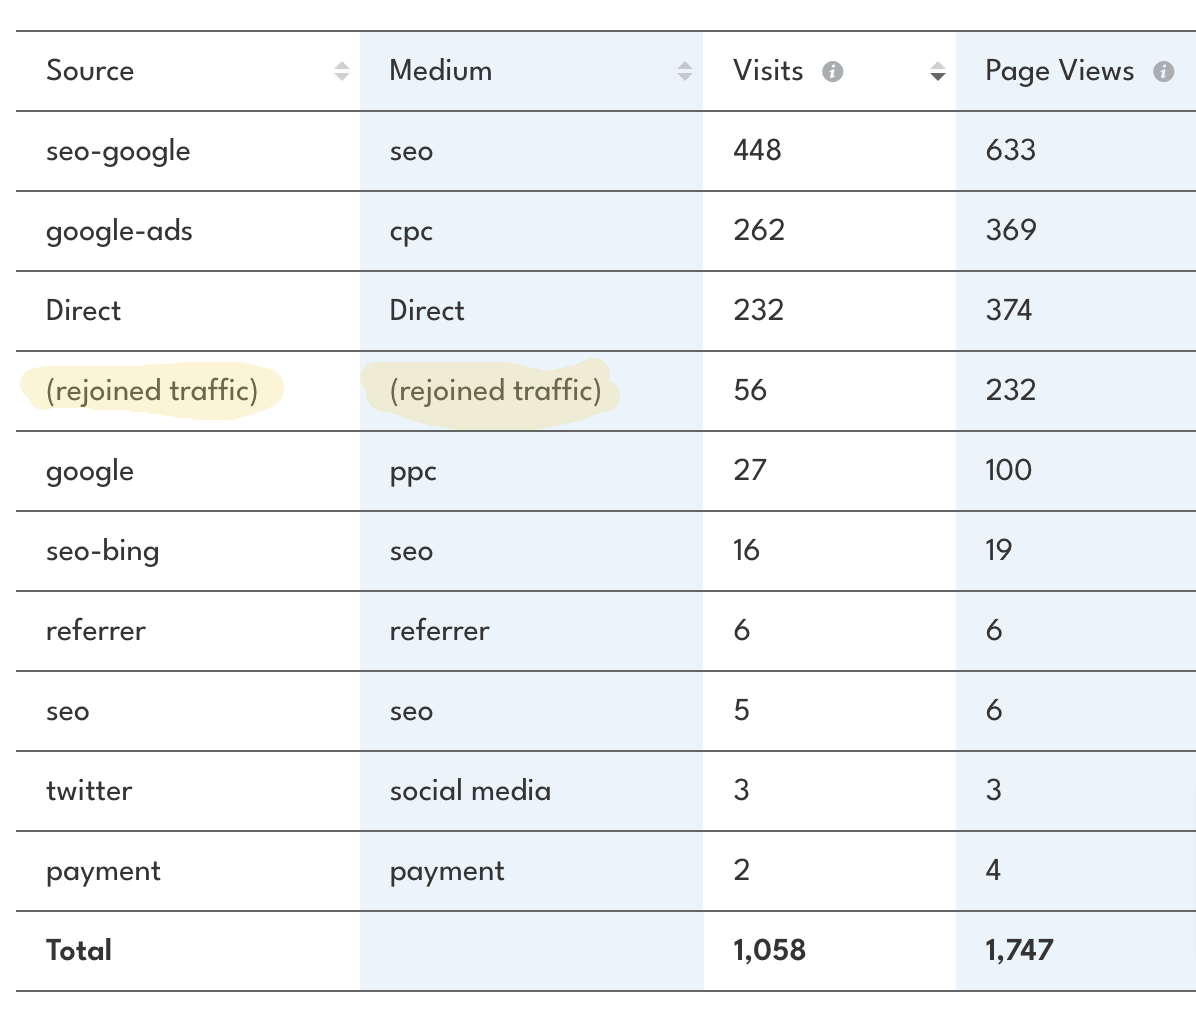 Source Medium Visits Page Views
seo-google seo 448 633
google-ads cpc 262 369
Direct Direct 232 374
(rejoined traffic) (rejoined traffic) 56 232
google ppc 27 100
seo-bing seo 16 19
referrer referrer 6 6
seo seo 5 6
twitter social media 3 3
payment payment 2 4
Total 1,058 1,747